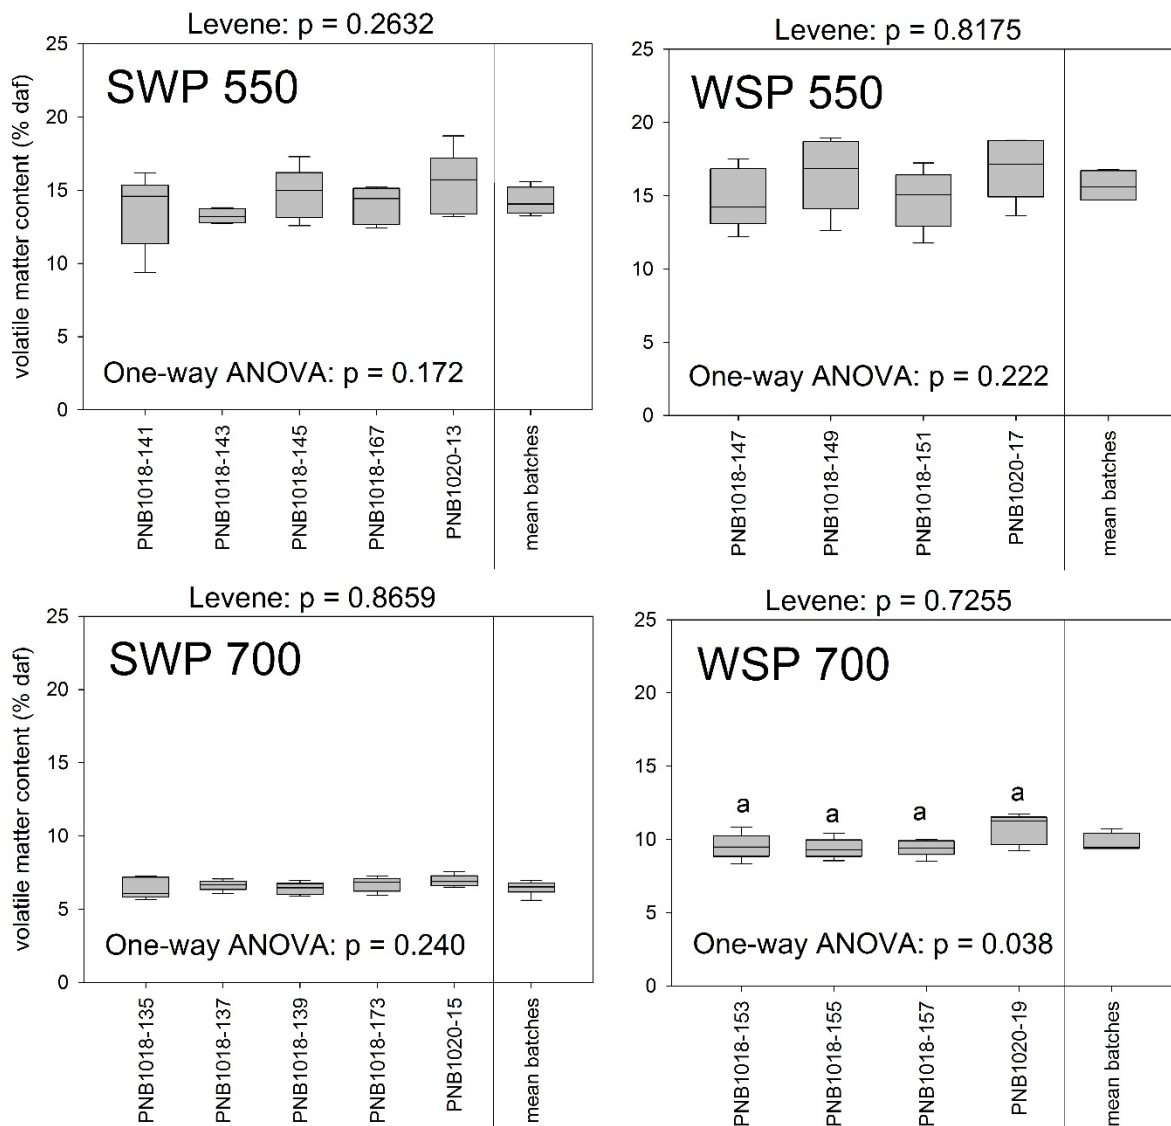 Levene: p = 0.2632
volatile matter content (% daf)
25
20
15
10
5
0
SWP 550
One-way ANOVA: p = 0.172
PNB1018-141
PNB1018-143
PNB1018-145
PNB1018-167
PNB1020-13
mean batches
Levene: p = 0.8175
25
20
15
10
5
0
WSP 550
One-way ANOVA: p = 0.222
PNB1018-147
PNB1018-149
PNB1018-151
PNB1020-17
mean batches
Levene: p = 0.8659
volatile matter content (% daf)
25
20
15
10
5
0
SWP 700
One-way ANOVA: p = 0.240
PNB1018-135
PNB1018-137
PNB1018-139
PNB1018-173
PNB1020-15
mean batches
Levene: p = 0.7255
25
20
15
10
5
0
WSP 700
a
a
a
a
One-way ANOVA: p = 0.038
PNB1018-153
PNB1018-155
PNB1018-157
PNB1020-19
mean batches